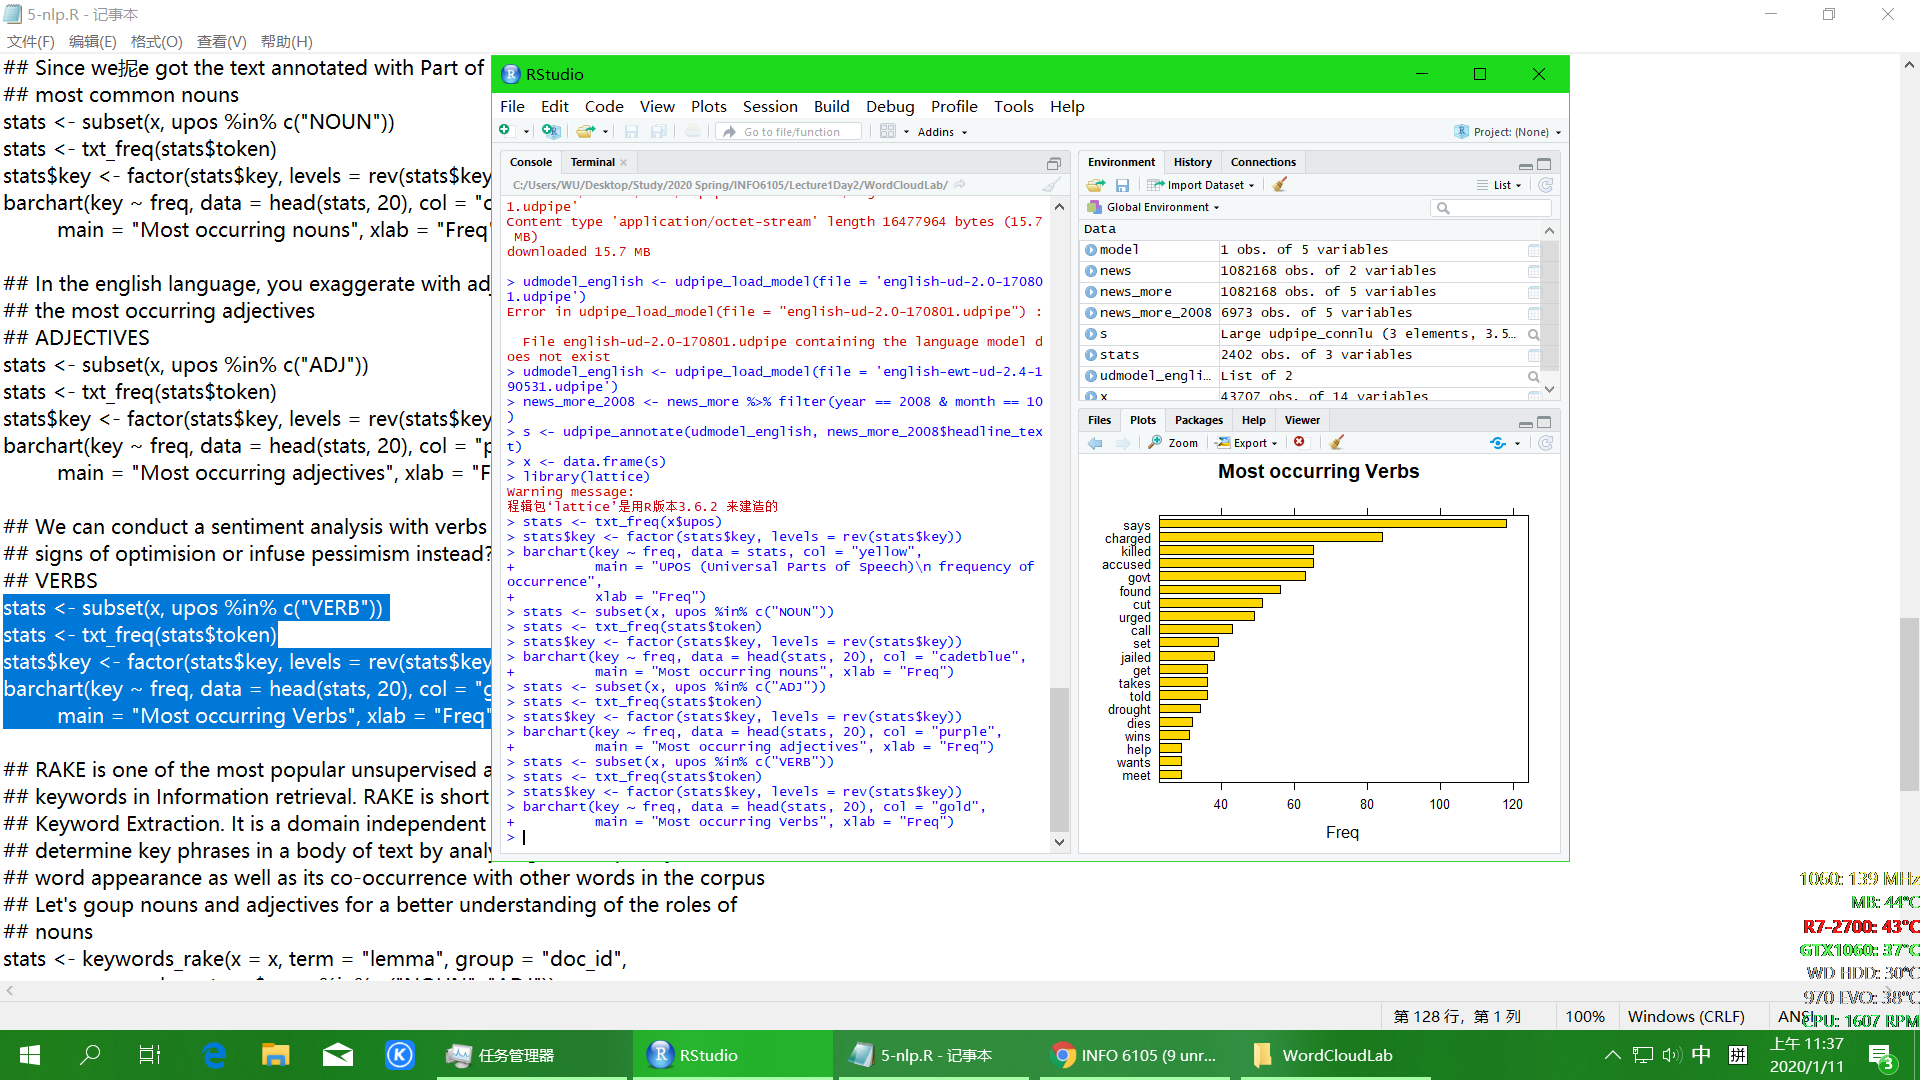 5-nlp.R - 记事本
文件(F) 编辑(E) 格式(O) 查看(V) 帮助(H)
## Since we抳e got the text annotated with Part of
## most common nouns
stats <- subset(x, upos %in% c("NOUN"))
stats <- txt_freq(stats$token)
stats$key <- factor(stats$key, levels = rev(stats$key
barchart(key ~ freq, data = head(stats, 20), col = "c
main = "Most occurring nouns", xlab = "Freq"
## In the english language, you exaggerate with adj
## the most occurring adjectives
## ADJECTIVES
stats <- subset(x, upos %in% c("ADJ"))
stats <- txt_freq(stats$token)
stats$key <- factor(stats$key, levels = rev(stats$key
barchart(key ~ freq, data = head(stats, 20), col = "p
main = "Most occurring adjectives", xlab = "F
## We can conduct a sentiment analysis with verbs
## signs of optimision or infuse pessimism instead?
## VERBS
stats <- subset(x, upos %in% c("VERB"))
stats <- txt_freq(stats$token)
stats$key <- factor(stats$key, levels = rev(stats$key
barchart(key ~ freq, data = head(stats, 20), col = "g
main = "Most occurring Verbs", xlab = "Freq"
## RAKE is one of the most popular unsupervised a
## keywords in Information retrieval. RAKE is short
## Keyword Extraction. It is a domain independent
## determine key phrases in a body of text by analy
## word appearance as well as its co-occurrence with other words in the corpus
## Let's goup nouns and adjectives for a better understanding of the roles of
## nouns
stats <- keywords_rake(x = x, term = "lemma", group = "doc_id",
RStudio
File Edit Code View Plots Session Build Debug Profile Tools Help
Go to file/function Addins Project: (None)
Console Terminal
C:/Users/WU/Desktop/Study/2020 Spring/INFO6105/Lecture1Day2/WordCloudLab/
1.udpipe'
Content type 'application/octet-stream' length 16477964 bytes (15.7
MB)
downloaded 15.7 MB
> udmodel_english <- udpipe_load_model(file = 'english-ud-2.0-17080
1.udpipe')
Error in udpipe_load_model(file = "english-ud-2.0-170801.udpipe") :
File english-ud-2.0-170801.udpipe containing the language model d
oes not exist
> udmodel_english <- udpipe_load_model(file = 'english-ewt-ud-2.4-1
90531.udpipe')
> news_more_2008 <- news_more %>% filter(year == 2008 & month == 10
)
> s <- udpipe_annotate(udmodel_english, news_more_2008$headline_tex
t)
> x <- data.frame(s)
> library(lattice)
Warning message:
程辑包‘lattice’是用R版本3.6.2 来建造的
> stats <- txt_freq(x$upos)
> stats$key <- factor(stats$key, levels = rev(stats$key))
> barchart(key ~ freq, data = stats, col = "yellow",
+ main = "UPOS (Universal Parts of Speech)\n frequency of
occurrence",
+ xlab = "Freq")
> stats <- subset(x, upos %in% c("NOUN"))
> stats <- txt_freq(stats$token)
> stats$key <- factor(stats$key, levels = rev(stats$key))
> barchart(key ~ freq, data = head(stats, 20), col = "cadetblue",
+ main = "Most occurring nouns", xlab = "Freq")
> stats <- subset(x, upos %in% c("ADJ"))
> stats <- txt_freq(stats$token)
> stats$key <- factor(stats$key, levels = rev(stats$key))
> barchart(key ~ freq, data = head(stats, 20), col = "purple",
+ main = "Most occurring adjectives", xlab = "Freq")
> stats <- subset(x, upos %in% c("VERB"))
> stats <- txt_freq(stats$token)
> stats$key <- factor(stats$key, levels = rev(stats$key))
> barchart(key ~ freq, data = head(stats, 20), col = "gold",
+ main = "Most occurring Verbs", xlab = "Freq")
>
Environment History Connections
Import Dataset List
Global Environment
Data
model 1 obs. of 5 variables
news 1082168 obs. of 2 variables
news_more 1082168 obs. of 5 variables
news_more_2008 6973 obs. of 5 variables
s Large udpipe_connlu (3 elements, 3.5…
stats 2402 obs. of 3 variables
udmodel_engli… List of 2
x 43707 obs. of 14 variables
Files Plots Packages Help Viewer
Zoom Export
Most occurring Verbs
says
charged
killed
accused
govt
found
cut
urged
call
set
jailed
get
takes
told
drought
dies
wins
help
wants
meet
40 60 80 100 120
Freq
1060: 139 MHz
MB: 44°C
R7-2700: 43°C
GTX1060: 37°C
WD HDD: 30°C
970 EVO: 38°C
CPU: 1607 RPM
第 128 行，第 1 列 100% Windows (CRLF) ANSI
任务管理器 RStudio 5-nlp.R - 记事本 INFO 6105 (9 unr... WordCloudLab
中 拼 上午 11:37
2020/1/11
3